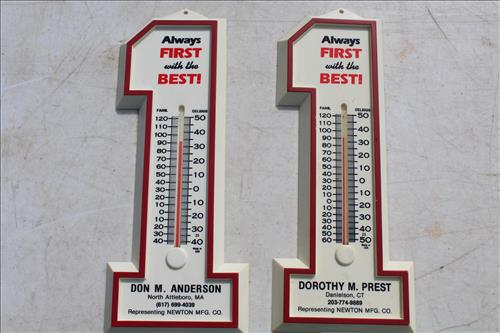 Always
FIRST
with the
BEST!
FAHR. CELSIUS
120 50
110 40
100
90 30
80
70 20
60
50 10
40
30 0
20
10 10
0
10 20
20
30 30
40 40
DON M. ANDERSON
North Attleboro, MA
(617) 699-4039
Representing NEWTON MFG. CO.
Always
FIRST
with the
BEST!
FAHR. CELSIUS
120 50
110
100 40
90 30
80
70 20
60
50 10
40
30 0
20
10 10
0
10 20
20 30
30
40 40
50
60 50
DOROTHY M. PREST
Danielson, CT
203-774-9889
Representing NEWTON MFG. CO.